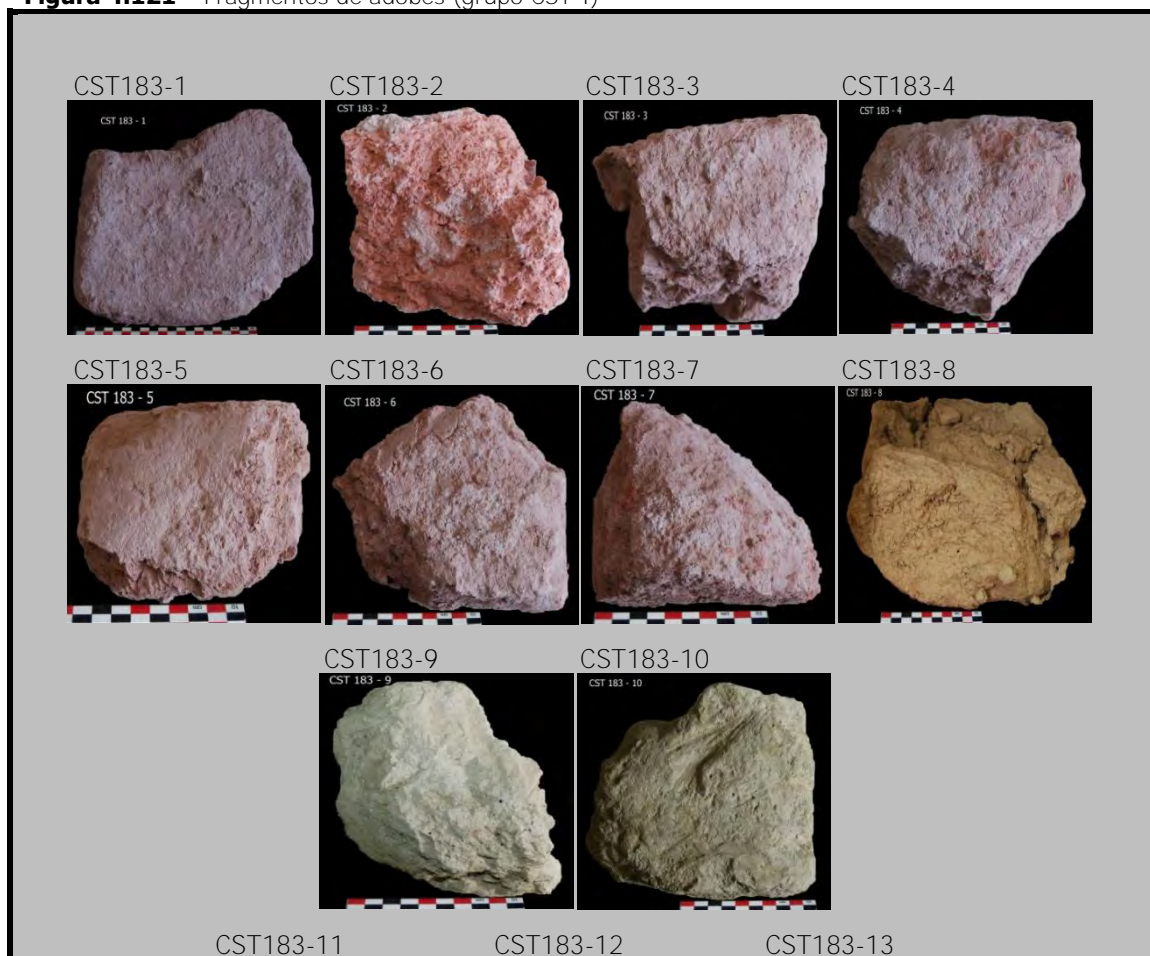 Fragmentos de adobes (grupo CST 1)
CST183-1 CST183-2 CST183-3 CST183-4
CST 183 - 1 CST 183 - 2 CST 183 - 3 CST 183 - 4
CST183-5 CST183-6 CST183-7 CST183-8
CST 183 - 5 CST 183 - 6 CST 183 - 7 CST 183 - 8
CST183-9 CST183-10
CST 183 - 9 CST 183 - 10
CST183-11 CST183-12 CST183-13